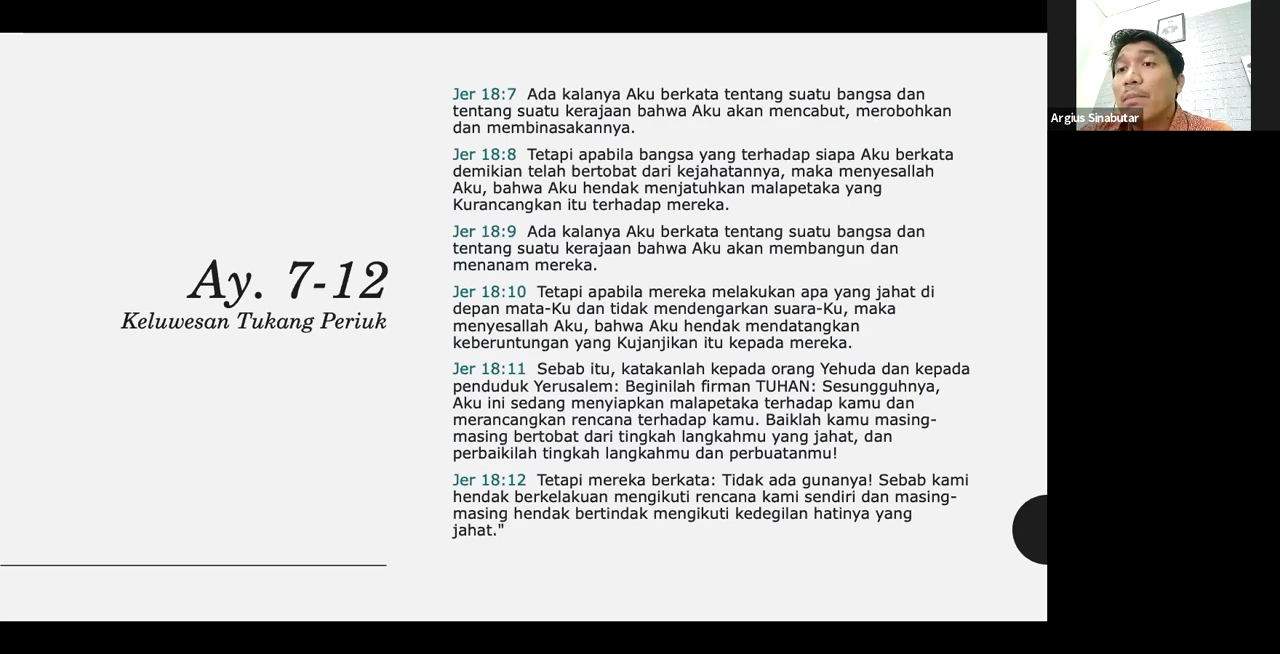 Ay. 7-12
Keluwesan Tukang Periuk
Jer 18:7 Ada kalanya Aku berkata tentang suatu bangsa dan
tentang suatu kerajaan bahwa Aku akan mencabut, merobohkan
dan membinasakannya.
Jer 18:8 Tetapi apabila bangsa yang terhadap siapa Aku berkata
demikian telah bertobat dari kejahatannya, maka menyesallah
Aku, bahwa Aku hendak menjatuhkan malapetaka yang
Kurancangkan itu terhadap mereka.
Jer 18:9 Ada kalanya Aku berkata tentang suatu bangsa dan
tentang suatu kerajaan bahwa Aku akan membangun dan
menanam mereka.
Jer 18:10 Tetapi apabila mereka melakukan apa yang jahat di
depan mata-Ku dan tidak mendengarkan suara-Ku, maka
menyesallah Aku, bahwa Aku hendak mendatangkan
keberuntungan yang Kujanjikan itu kepada mereka.
Jer 18:11 Sebab itu, katakanlah kepada orang Yehuda dan kepada
penduduk Yerusalem: Beginilah firman TUHAN: Sesungguhnya,
Aku ini sedang menyiapkan malapetaka terhadap kamu dan
merancangkan rencana terhadap kamu. Baiklah kamu masing-
masing bertobat dari tingkah langkahmu yang jahat, dan
perbaikilah tingkah langkahmu dan perbuatanmu!
Jer 18:12 Tetapi mereka berkata: Tidak ada gunanya! Sebab kami
hendak berkelakuan mengikuti rencana kami sendiri dan masing-
masing hendak bertindak mengikuti kedegilan hatinya yang
jahat."
Argius Sinabutar